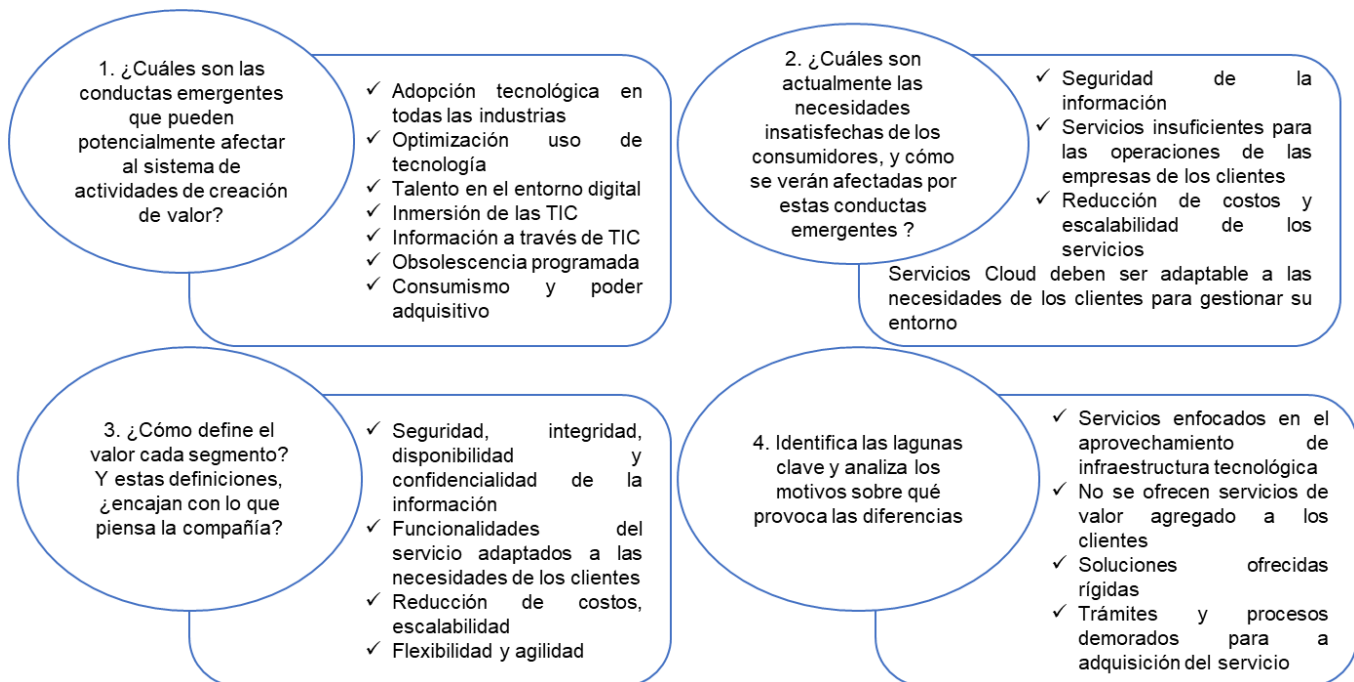 1. ¿Cuáles son las
conductas emergentes
que pueden
potencialmente afectar
al sistema de
actividades de creación
de valor?
✓ Adopción tecnológica en
todas las industrias
✓ Optimización uso de
tecnología
✓ Talento en el entorno digital
✓ Inmersión de las TIC
✓ Información a través de TIC
✓ Obsolescencia programada
✓ Consumismo y poder
adquisitivo
2. ¿Cuáles son
actualmente las
necesidades
insatisfechas de los
consumidores, y cómo
se verán afectadas por
estas conductas
emergentes ?
✓ Seguridad de la
información
✓ Servicios insuficientes para
las operaciones de las
empresas de los clientes
✓ Reducción de costos y
escalabilidad de los
servicios
Servicios Cloud deben ser adaptable a las
necesidades de los clientes para gestionar su
entorno
3. ¿Cómo define el
valor cada segmento?
Y estas definiciones,
¿encajan con lo que
piensa la compañía?
✓ Seguridad, integridad,
disponibilidad y
confidencialidad de la
información
✓ Funcionalidades del
servicio adaptados a las
necesidades de los clientes
✓ Reducción de costos,
escalabilidad
✓ Flexibilidad y agilidad
4. Identifica las lagunas
clave y analiza los
motivos sobre qué
provoca las diferencias
✓ Servicios enfocados en el
aprovechamiento de
infraestructura tecnológica
✓ No se ofrecen servicios de
valor agregado a los
clientes
✓ Soluciones ofrecidas
rígidas
✓ Trámites y procesos
demorados para a
adquisición del servicio